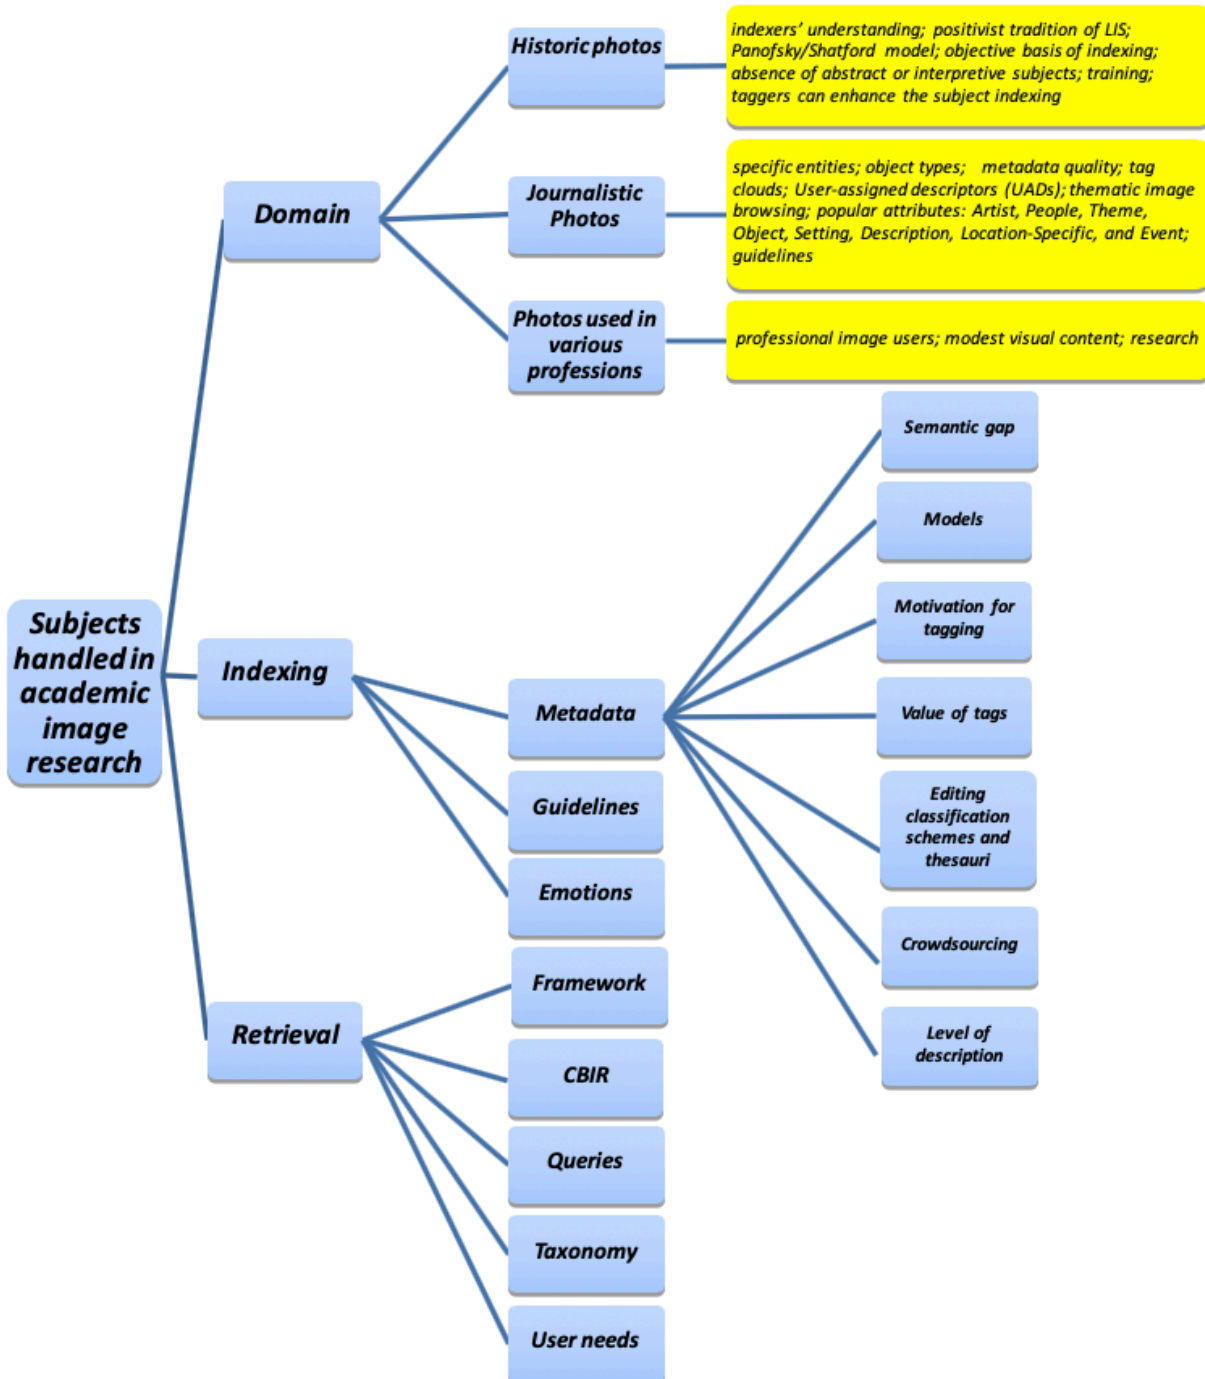 Historic photos
indexers' understanding; positivist tradition of LIS;
Panofsky/Shatford model; objective basis of indexing;
absence of abstract or interpretive subjects; training;
taggers can enhance the subject indexing
Domain
Journalistic
Photos
specific entities; object types; metadata quality; tag
clouds; User-assigned descriptors (UADs); thematic image
browsing; popular attributes: Artist, People, Theme,
Object, Setting, Description, Location-Specific, and Event;
guidelines
Photos used in
various
professions
professional image users; modest visual content; research
Subjects
handled in
academic
image
research
Indexing
Metadata
Semantic gap
Models
Motivation for
tagging
Value of tags
Editing
classification
schemes and
thesauri
Crowdsourcing
Level of
description
Guidelines
Emotions
Retrieval
Framework
CBIR
Queries
Taxonomy
User needs